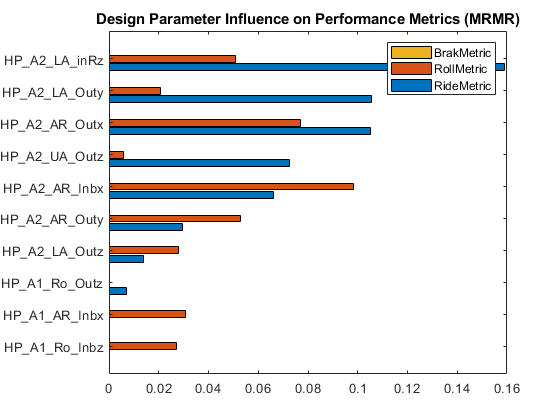 Design Parameter Influence on Performance Metrics (MRMR)
BrakMetric
RollMetric
RideMetric
HP_A2_LA_inRz
HP_A2_LA_Outy
HP_A2_AR_Outx
HP_A2_UA_Outz
HP_A2_AR_Inbx
HP_A2_AR_Outy
HP_A2_LA_Outz
HP_A1_Ro_Outz
HP_A1_AR_Inbx
HP_A1_Ro_Inbz
0 0.02 0.04 0.06 0.08 0.1 0.12 0.14 0.16